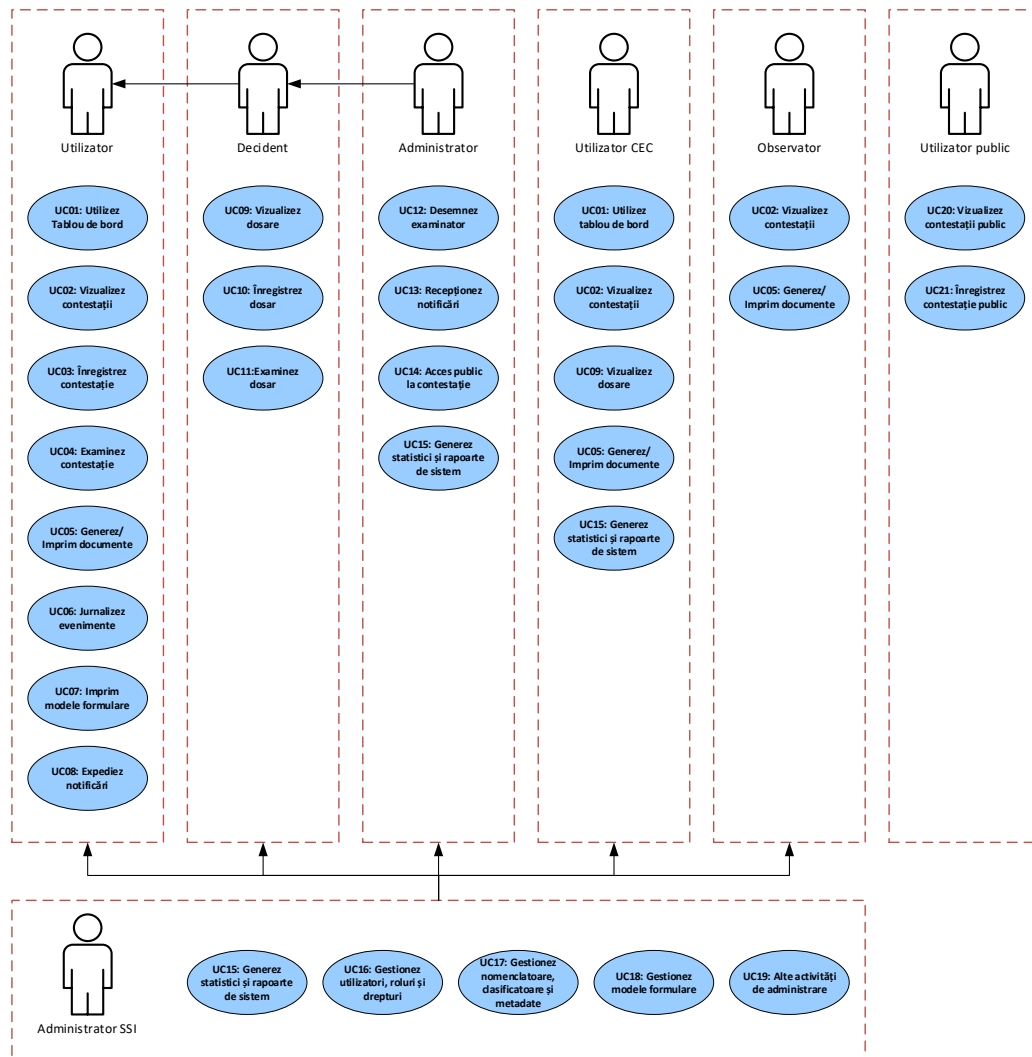 Utilizator
Decident
Administrator
Utilizator CEC
Observator
Utilizator public
UC01: Utilizez
Tablou de bord
UC02: Vizualizez
contestații
UC03: Înregistrez
contestație
UC04: Examinez
contestație
UC05: Generez/
Imprim documente
UC06: Jurnalizez
evenimente
UC07: Imprim
modele formulare
UC08: Expediez
notificări
UC09: Vizualizez
dosare
UC10: Înregistrez
dosar
UC11:Examinez
dosar
UC12: Desemnez
examinator
UC13: Recepționez
notificări
UC14: Acces public
la contestație
UC15: Generez
statistici și rapoarte
de sistem
UC01: Utilizez
tablou de bord
UC02: Vizualizez
contestații
UC09: Vizualizez
dosare
UC05: Generez/
Imprim documente
UC15: Generez
statistici și rapoarte
de sistem
UC02: Vizualizez
contestații
UC05: Generez/
Imprim documente
UC20: Vizualizez
contestații public
UC21: Înregistrez
contestație public
Administrator SSI
UC15: Generez
statistici și rapoarte
de sistem
UC16: Gestionez
utilizatori, roluri și
drepturi
UC17: Gestionez
nomenclatoare,
clasificatoare și
metadate
UC18: Gestionez
modele formulare
UC19: Alte activități
de administrare